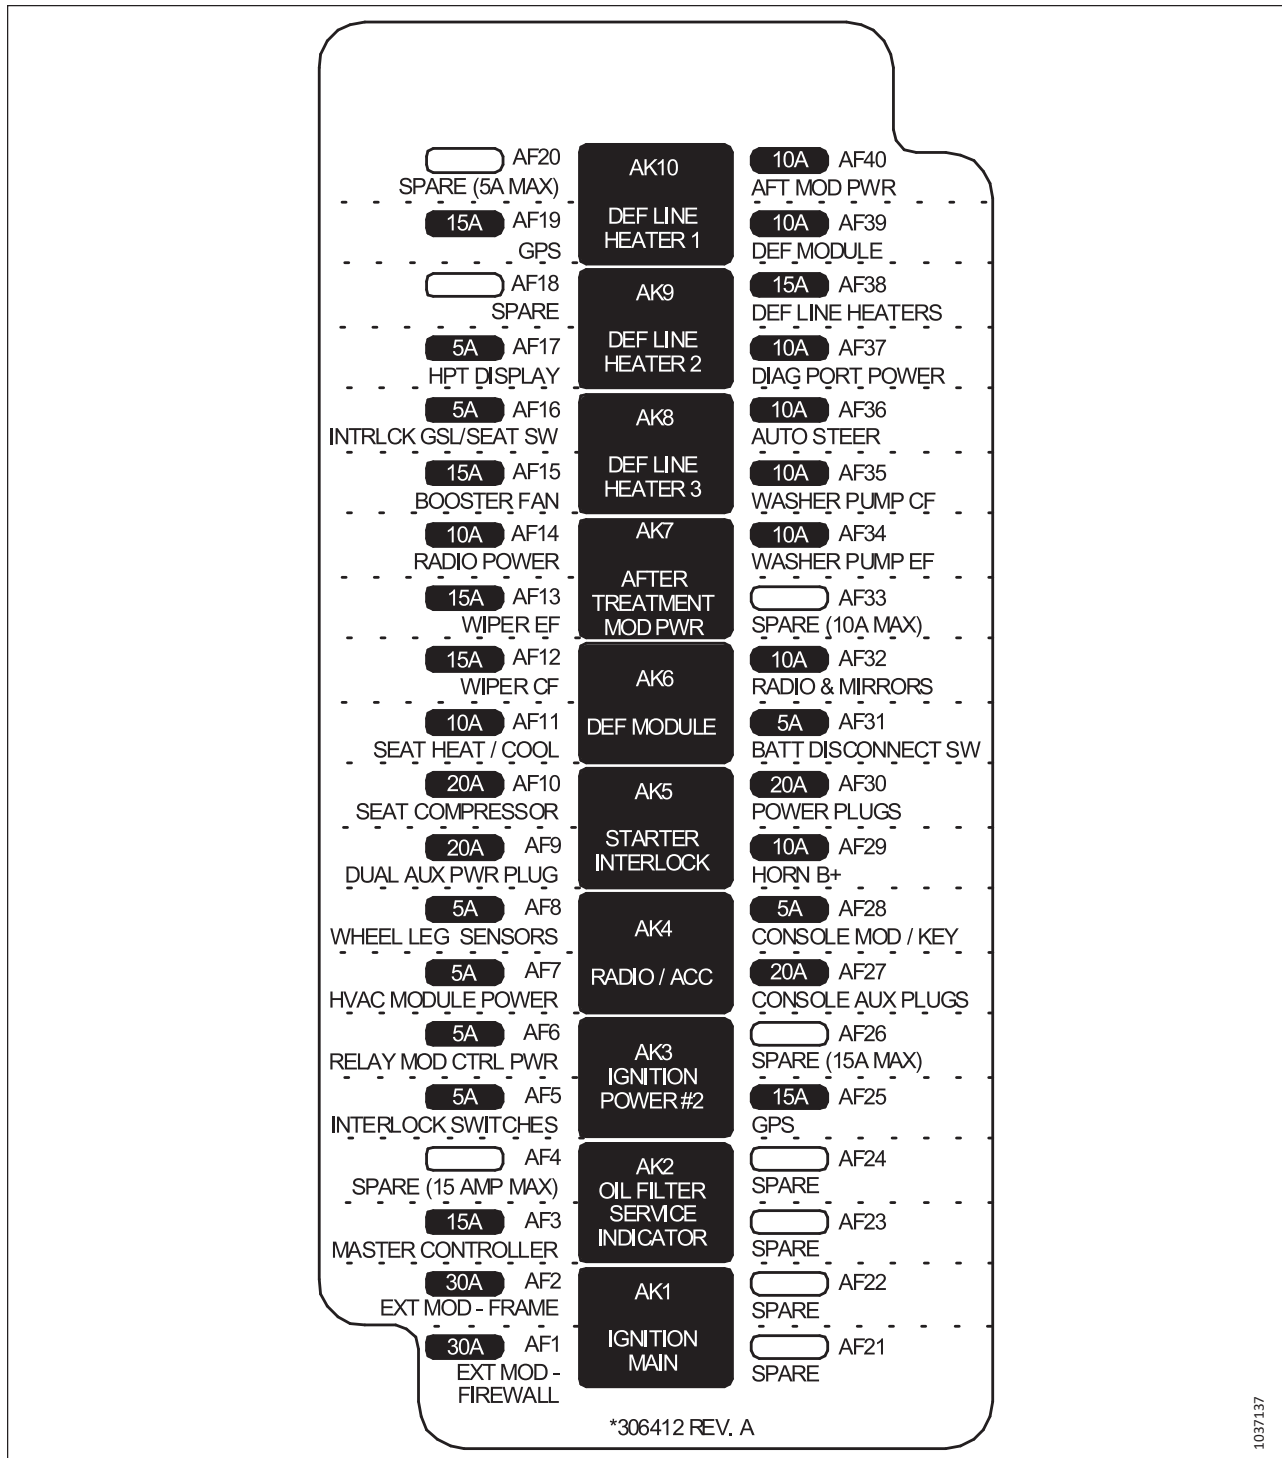 AF20
SPARE (5A MAX)
15A AF19
GPS
AF18
SPARE
5A AF17
HPT DISPLAY
5A AF16
INTRLCK GSL/SEAT SW
15A AF15
BOOSTER FAN
10A AF14
RADIO POWER
15A AF13
WIPER EF
15A AF12
WIPER CF
10A AF11
SEAT HEAT / COOL
20A AF10
SEAT COMPRESSOR
20A AF9
DUAL AUX PWR PLUG
5A AF8
WHEEL LEG SENSORS
5A AF7
HVAC MODULE POWER
5A AF6
RELAY MOD CTRL PWR
5A AF5
INTERLOCK SWITCHES
AF4
SPARE (15 AMP MAX)
15A AF3
MASTER CONTROLLER
30A AF2
EXT MOD - FRAME
30A AF1
EXT MOD -
FIREWALL
AK10
DEF LINE
HEATER 1
AK9
DEF LINE
HEATER 2
AK8
DEF LINE
HEATER 3
AK7
AFTER
TREATMENT
MOD PWR
AK6
DEF MODULE
AK5
STARTER
INTERLOCK
AK4
RADIO / ACC
AK3
IGNITION
POWER #2
AK2
OIL FILTER
SERVICE
INDICATOR
AK1
IGNITION
MAIN
10A AF40
AFT MOD PWR
10A AF39
DEF MODULE
15A AF38
DEF LINE HEATERS
10A AF37
DIAG PORT POWER
10A AF36
AUTO STEER
10A AF35
WASHER PUMP CF
10A AF34
WASHER PUMP EF
AF33
SPARE (10A MAX)
10A AF32
RADIO & MIRRORS
5A AF31
BATT DISCONNECT SW
20A AF30
POWER PLUGS
10A AF29
HORN B+
5A AF28
CONSOLE MOD / KEY
20A AF27
CONSOLE AUX PLUGS
AF26
SPARE (15A MAX)
15A AF25
GPS
AF24
SPARE
AF23
SPARE
AF22
SPARE
AF21
SPARE
*306412 REV. A
1037137